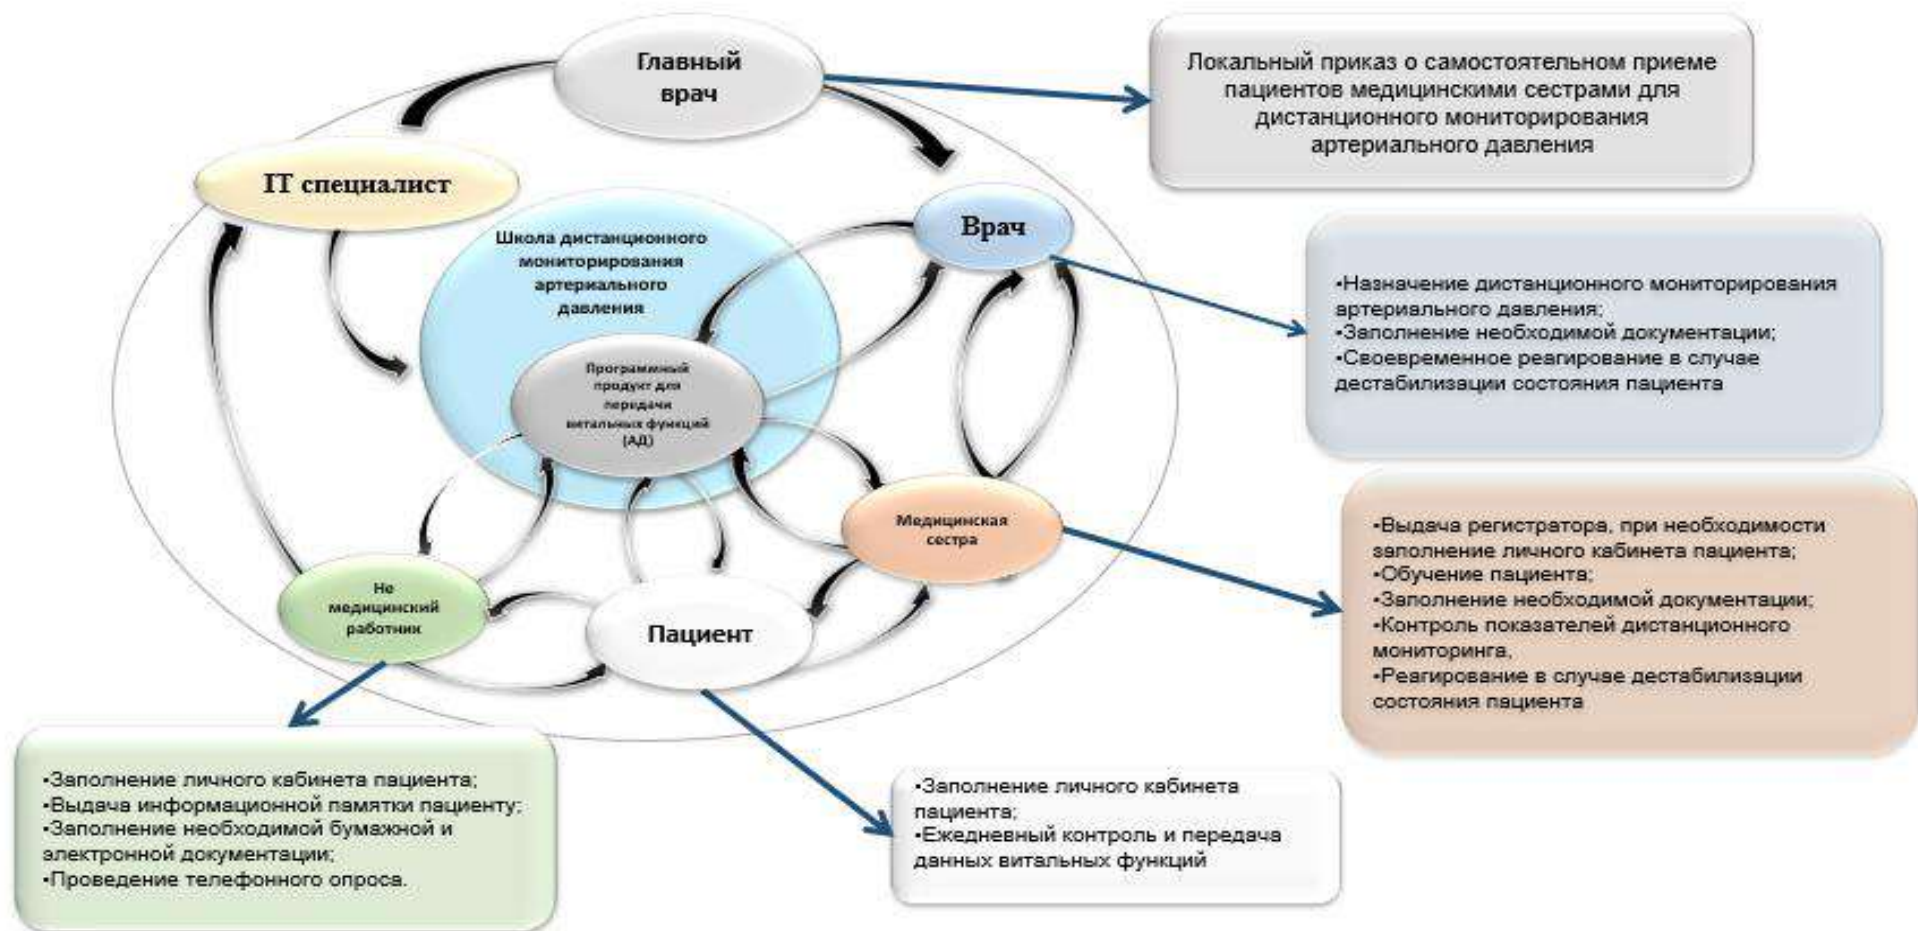 Главный
врач
Локальный приказ о самостоятельном приеме
пациентов медицинскими сестрами для
дистанционного мониторирования
артериального давления
IT специалист
Врач
Школа дистанционного
мониторирования
артериального
давления
•Назначение дистанционного мониторирования
артериального давления;
•Заполнение необходимой документации;
•Своевременное реагирование в случае
дестабилизации состояния пациента
Программный
продукт для
передачи
витальных функций
(АД)
Медицинская
сестра
•Выдача регистратора, при необходимости
заполнение личного кабинета пациента;
•Обучение пациента;
•Заполнение необходимой документации;
•Контроль показателей дистанционного
мониторинга,
•Реагирование в случае дестабилизации
состояния пациента
Не
медицинский
работник
Пациент
•Заполнение личного кабинета пациента;
•Выдача информационной памятки пациенту;
•Заполнение необходимой бумажной и
электронной документации;
•Проведение телефонного опроса.
•Заполнение личного кабинета
пациента;
•Ежедневный контроль и передача
данных витальных функций